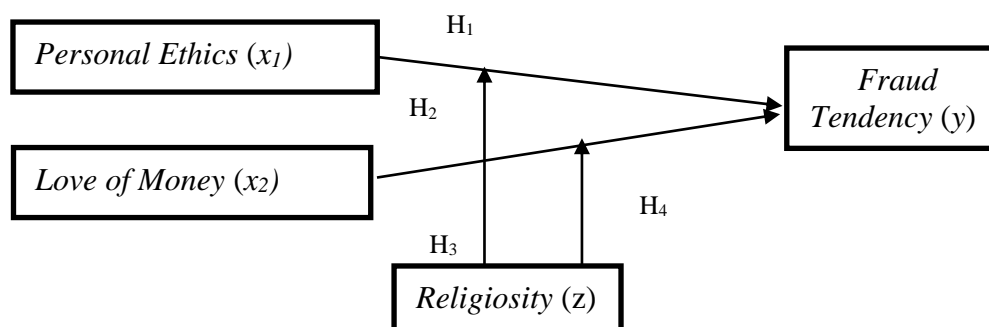 H₁
Personal Ethics (x₁)
Fraud
Tendency (y)
H₂
Love of Money (x₂)
H₄
H₃
Religiosity (z)